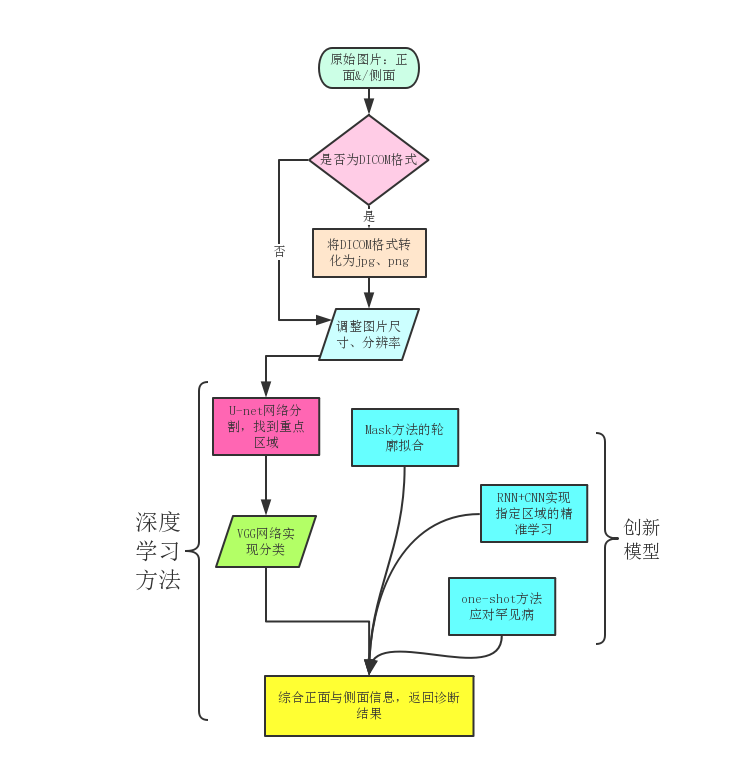 原始图片：正
面&/侧面
是否为DICOM格式
是
将DICOM格式转
化为jpg、png
否
调整图片尺
寸、分辨率
U-net网络分
割，找到重点
区域
Mask方法的轮
廓拟合
RNN+CNN实现
指定区域的精
准学习
VGG网络实
现分类
深度
学习
方法
创新
模型
one-shot方法
应对罕见病
综合正面与侧面信息，返回诊断
结果